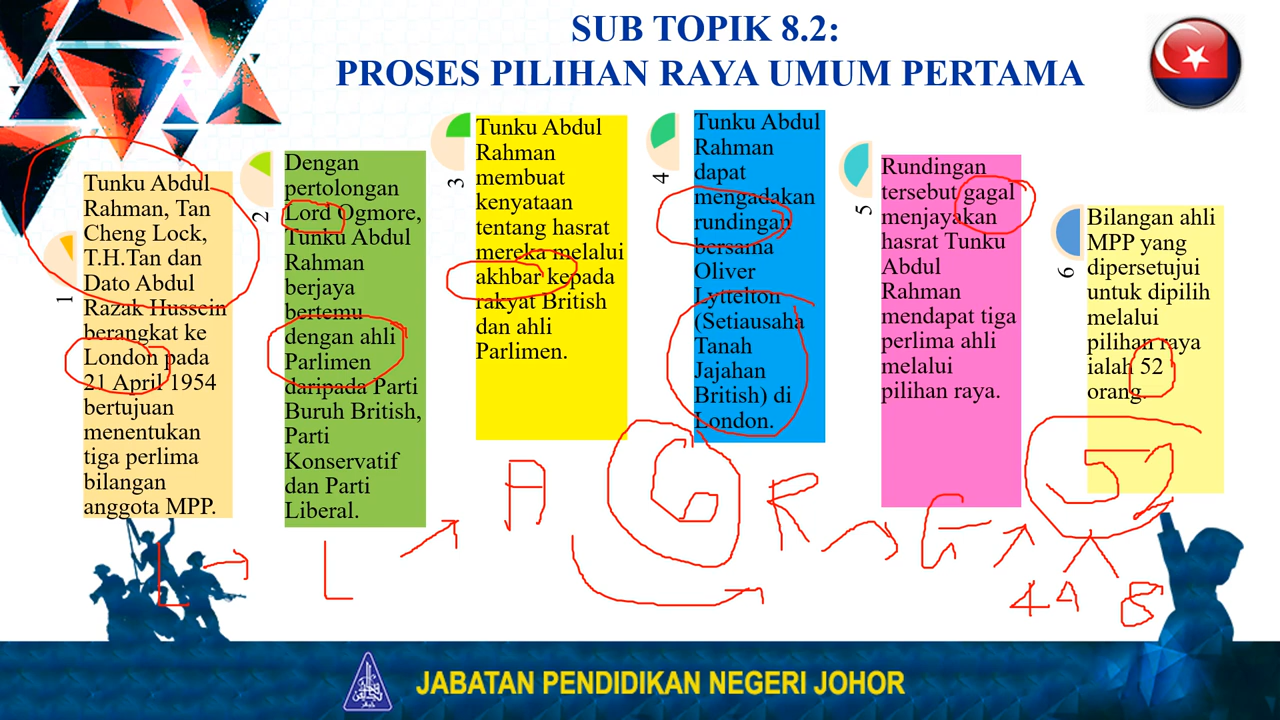 SUB TOPIK 8.2:
PROSES PILIHAN RAYA UMUM PERTAMA
1
Tunku Abdul
Rahman, Tan
Cheng Lock,
T.H.Tan dan
Dato Abdul
Razak Hussein
berangkat ke
London pada
21 April 1954
bertujuan
menentukan
tiga perlima
bilangan
anggota MPP.
2
Dengan
pertolongan
Lord Ogmore,
Tunku Abdul
Rahman
berjaya
bertemu
dengan ahli
Parlimen
daripada Parti
Buruh British,
Parti
Konservatif
dan Parti
Liberal.
3
Tunku Abdul
Rahman
membuat
kenyataan
tentang hasrat
mereka melalui
akhbar kepada
rakyat British
dan ahli
Parlimen.
4
Tunku Abdul
Rahman
dapat
mengadakan
rundingan
bersama
Oliver
Lyttelton
(Setiausaha
Tanah
Jajahan
British) di
London.
5
Rundingan
tersebut gagal
menjayakan
hasrat Tunku
Abdul
Rahman
mendapat tiga
perlima ahli
melalui
pilihan raya.
6
Bilangan ahli
MPP yang
dipersetujui
untuk dipilih
melalui
pilihan raya
ialah 52
orang.
L L A G R G 52
JABATAN PENDIDIKAN NEGERI JOHOR